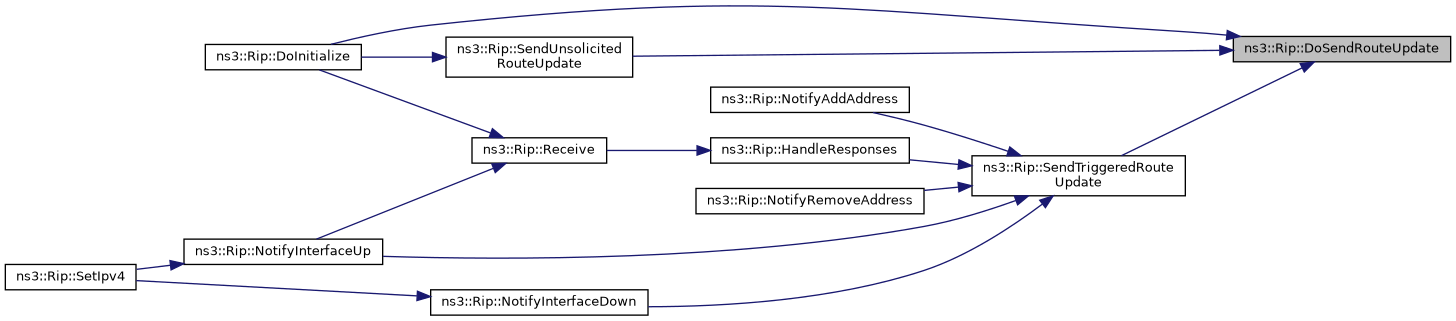 ns3::Rip::DoSendRouteUpdate
ns3::Rip::DoInitialize
ns3::Rip::SendUnsolicited
RouteUpdate
ns3::Rip::NotifyAddAddress
ns3::Rip::Receive
ns3::Rip::HandleResponses
ns3::Rip::SendTriggeredRoute
Update
ns3::Rip::NotifyRemoveAddress
ns3::Rip::NotifyInterfaceUp
ns3::Rip::SetIpv4
ns3::Rip::NotifyInterfaceDown